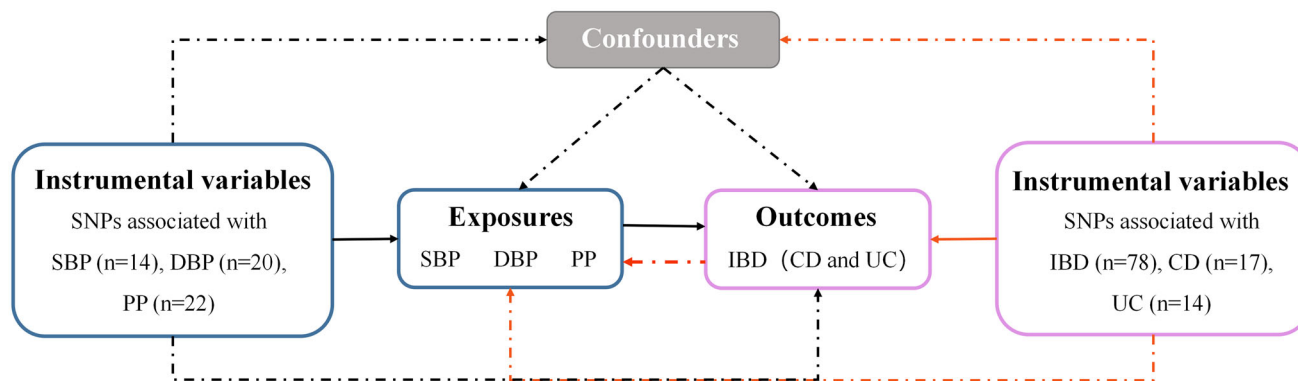 Confounders
Instrumental variables
SNPs associated with
SBP (n=14), DBP (n=20),
PP (n=22)
Exposures
SBP DBP PP
Outcomes
IBD（CD and UC）
Instrumental variables
SNPs associated with
IBD (n=78), CD (n=17),
UC (n=14)